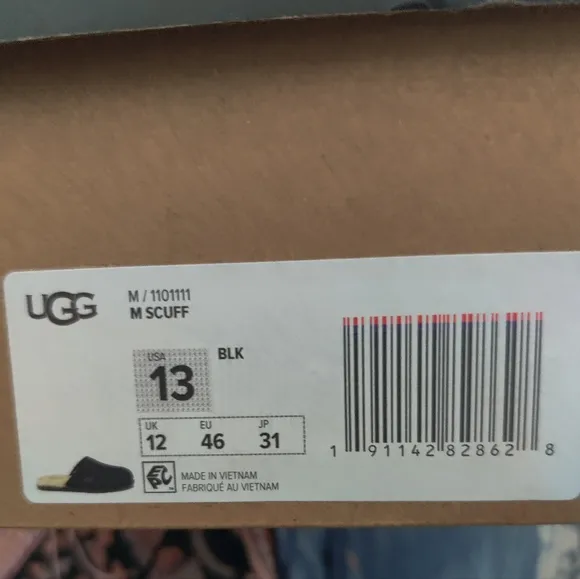 UGG
M / 1101111
M SCUFF
USA
13
BLK
UK EU JP
12 46 31
MADE IN VIETNAM
FABRIQUÉ AU VIETNAM
1 91142 82862 8